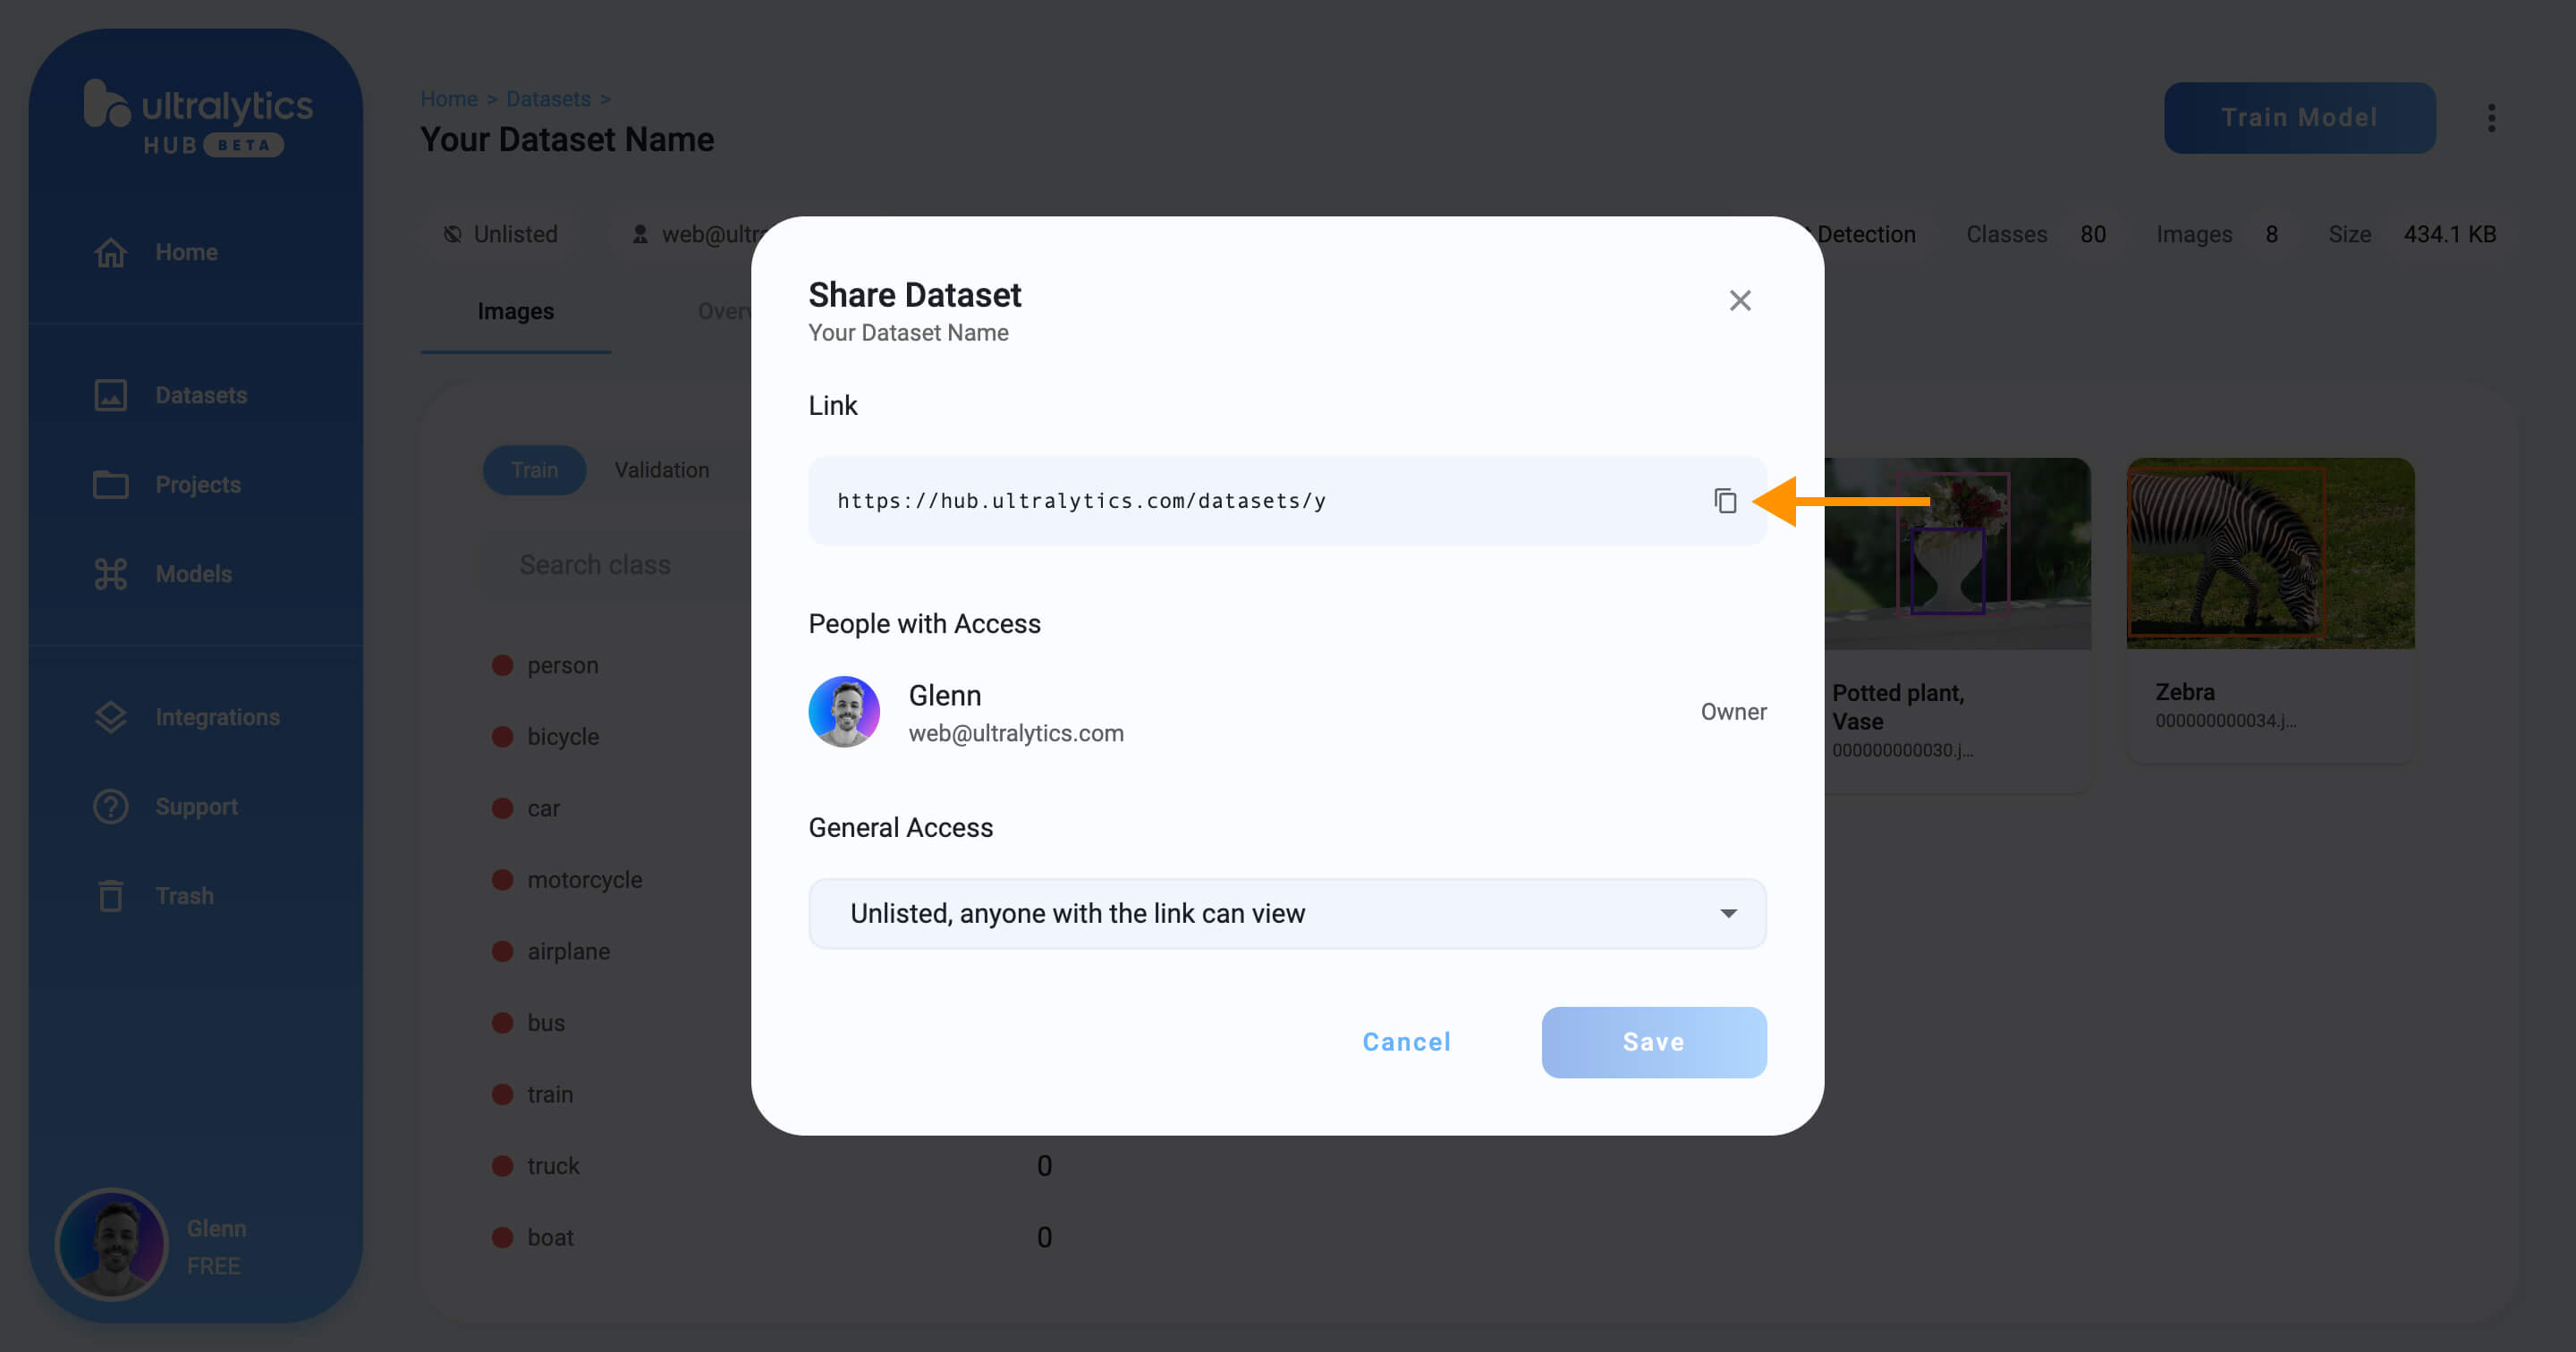 ultralytics
HUB BETA
Home
Datasets
Projects
Models
Integrations
Support
Trash
Glenn
FREE
Home > Datasets >
Your Dataset Name
Train Model
Unlisted
Detection
Classes 80
Images 8
Size 434.1 KB
Images
Train
Validation
Search class
person
bicycle
car
motorcycle
airplane
bus
train
truck 0
boat 0
Share Dataset
Your Dataset Name
Link
https://hub.ultralytics.com/datasets/y
People with Access
Glenn
web@ultralytics.com
Owner
General Access
Unlisted, anyone with the link can view
Cancel
Save
Potted plant,
Vase
000000000030.j...
Zebra
000000000034.j...